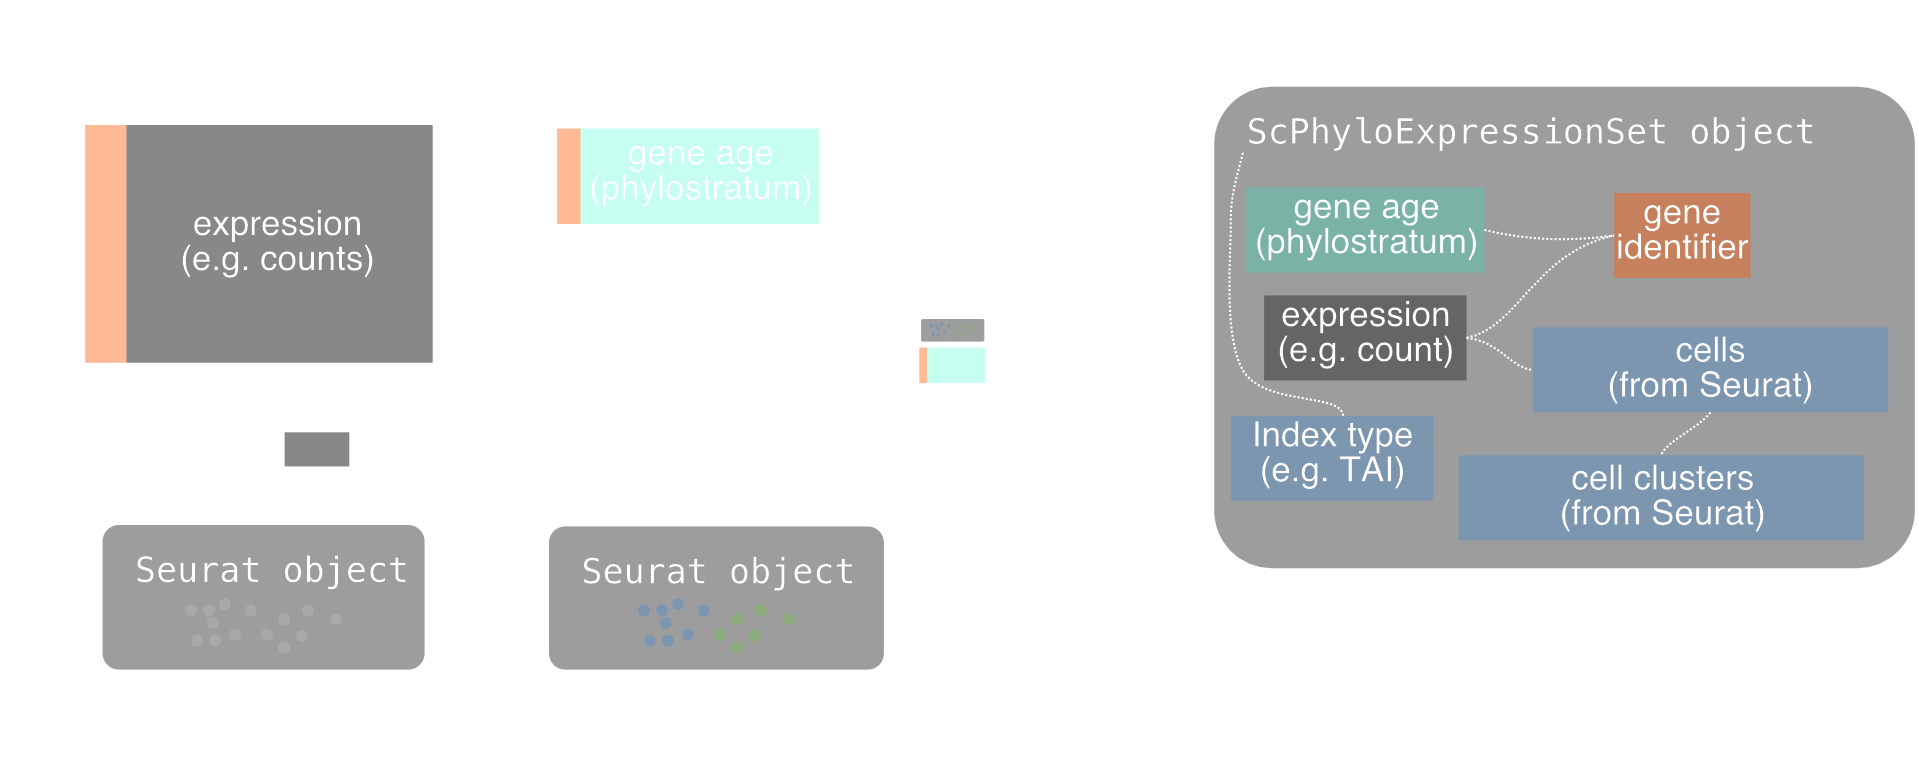 expression
(e.g. counts)
gene age
(phylostratum)
Seurat object
Seurat object
ScPhyloExpressionSet object
gene age
(phylostratum)
gene
identifier
expression
(e.g. count)
cells
(from Seurat)
Index type
(e.g. TAI)
cell clusters
(from Seurat)